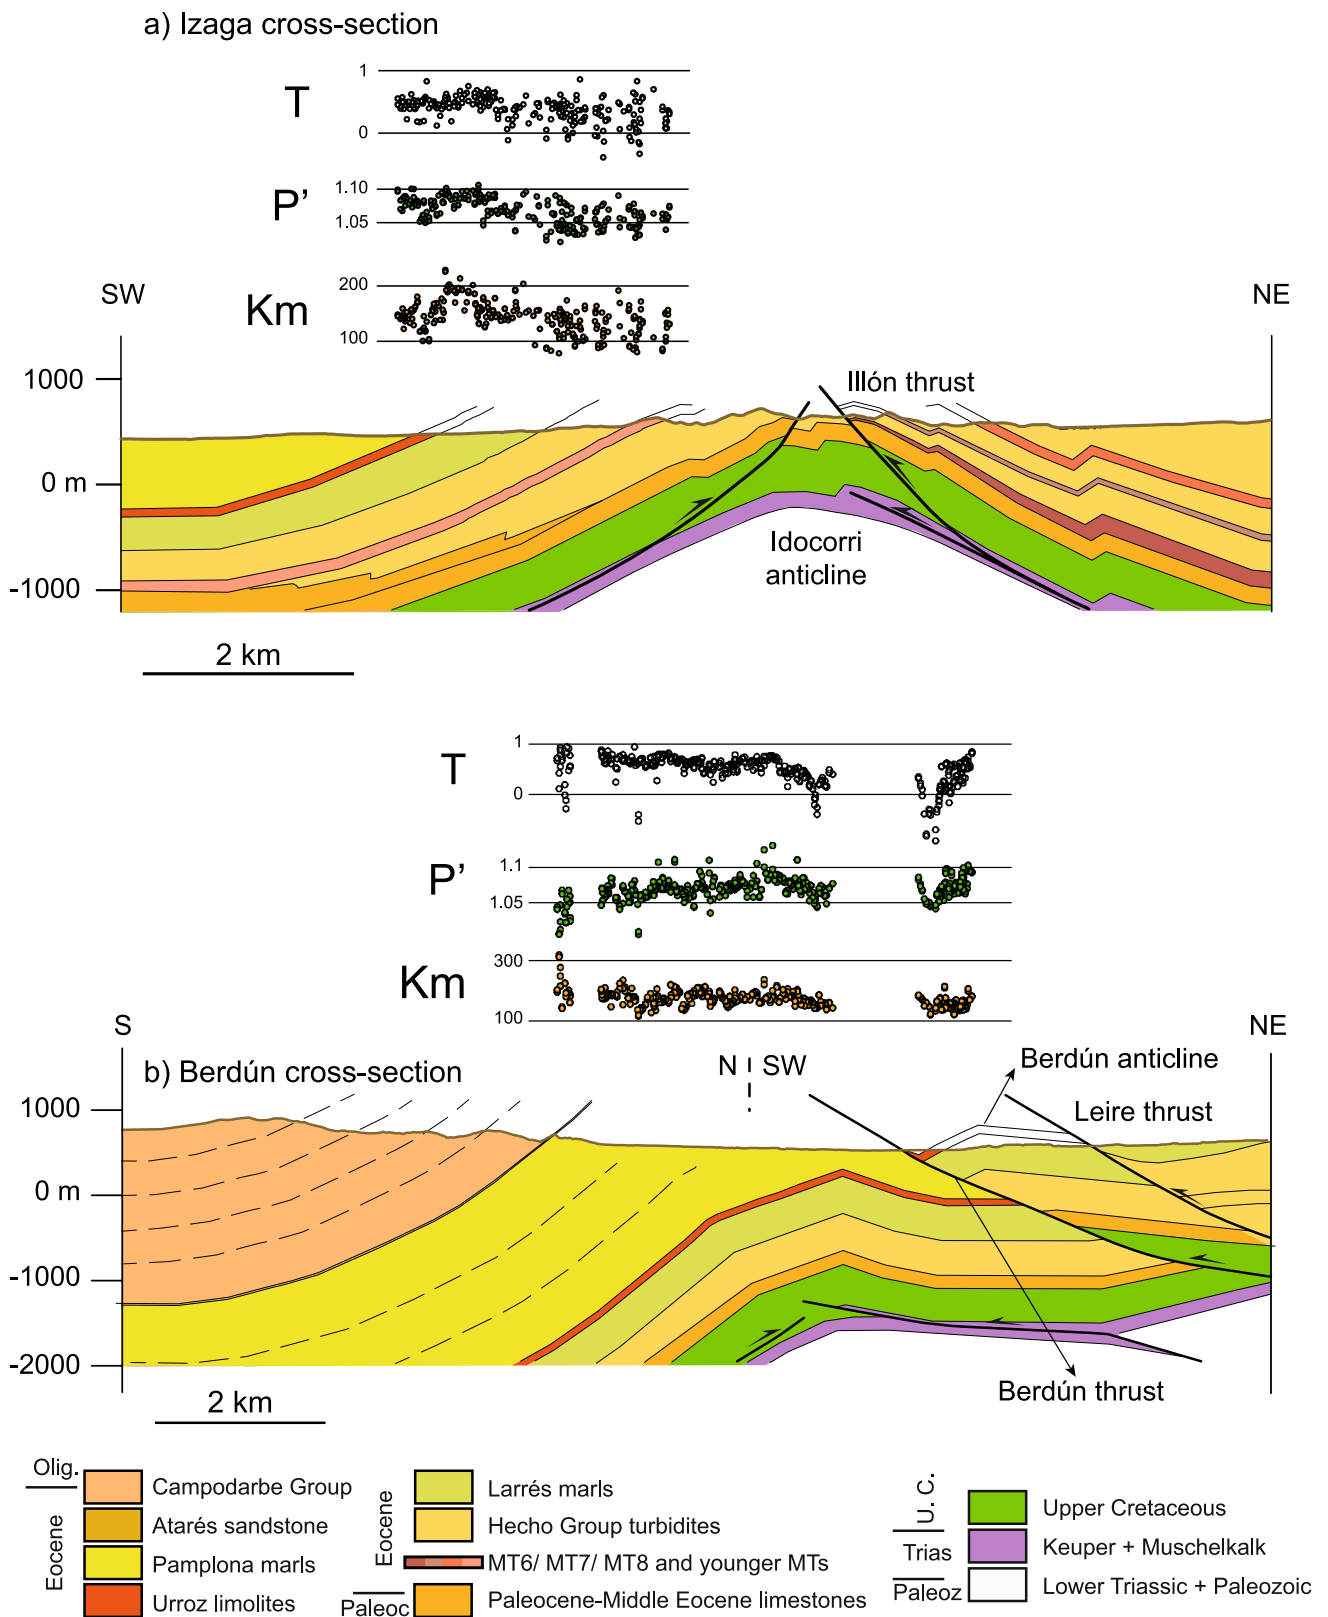 a) Izaga cross-section
T
1
0
P’
1.10
1.05
Km
200
100
SW
NE
1000
0 m
-1000
Illón thrust
Idocorri
anticline
2 km
T
1
0
P’
1.1
1.05
Km
300
100
S
N
SW
NE
b) Berdún cross-section
Berdún anticline
Leire thrust
1000
0 m
-1000
-2000
Berdún thrust
2 km
Olig.
Campodarbe Group
Eocene
Atarés sandstone
Pamplona marls
Urroz limolites
Eocene
Larrés marls
Hecho Group turbidites
MT6/ MT7/ MT8 and younger MTs
Paleoc
Paleocene-Middle Eocene limestones
U. C.
Upper Cretaceous
Trias
Keuper + Muschelkalk
Paleoz
Lower Triassic + Paleozoic